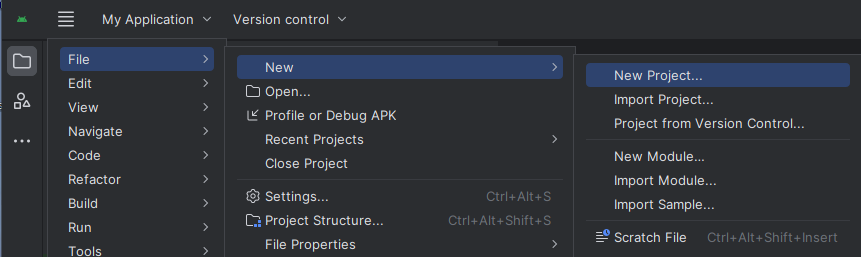 My Application
Version control
File
Edit
View
Navigate
Code
Refactor
Build
Run
Tools
New
Open...
Profile or Debug APK
Recent Projects
Close Project
Settings... Ctrl+Alt+S
Project Structure... Ctrl+Alt+Shift+S
File Properties
New Project...
Import Project...
Project from Version Control...
New Module...
Import Module...
Import Sample...
Scratch File Ctrl+Alt+Shift+Insert